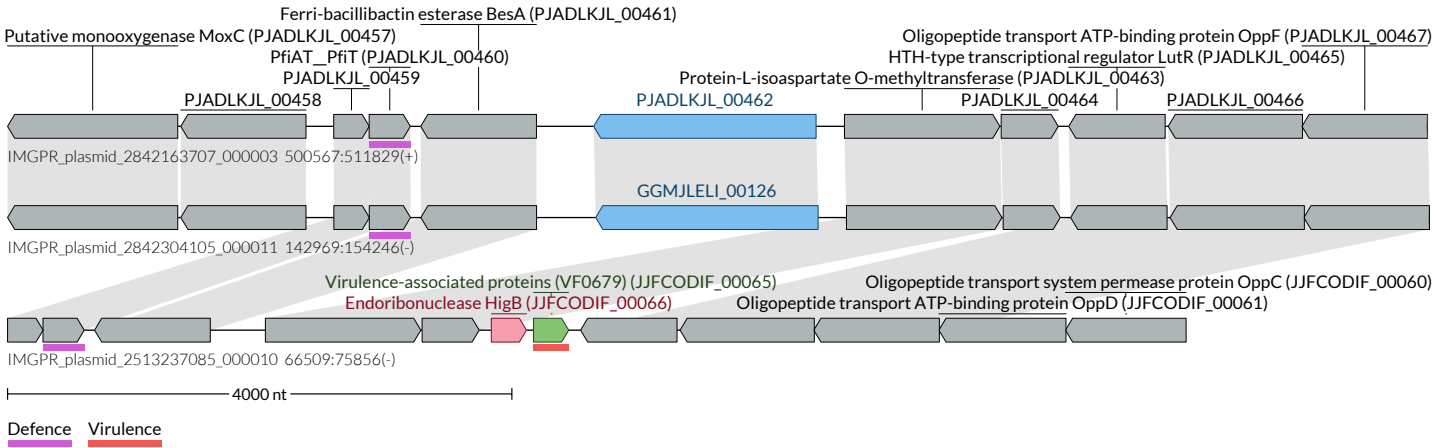 Ferri-bacillibactin esterase BesA (PJADLKJL_00461)
Putative monooxygenase MoxC (PJADLKJL_00457)
Oligopeptide transport ATP-binding protein OppF (PJADLKJL_00467)
PfiAT__PfiT (PJADLKJL_00460)
HTH-type transcriptional regulator LutR (PJADLKJL_00465)
PJADLKJL_00459
Protein-L-isoaspartate O-methyltransferase (PJADLKJL_00463)
PJADLKJL_00458
PJADLKJL_00462
PJADLKJL_00464
PJADLKJL_00466
IMGPR_plasmid_2842163707_000003 500567:511829(+)
GGMJLELI_00126
IMGPR_plasmid_2842304105_000011 142969:154246(-)
Virulence-associated proteins (VF0679) (JJFCODIF_00065)
Oligopeptide transport system permease protein OppC (JJFCODIF_00060)
Endoribonuclease HigB (JJFCODIF_00066)
Oligopeptide transport ATP-binding protein OppD (JJFCODIF_00061)
IMGPR_plasmid_2513237085_000010 66509:75856(-)
4000 nt
Defence Virulence